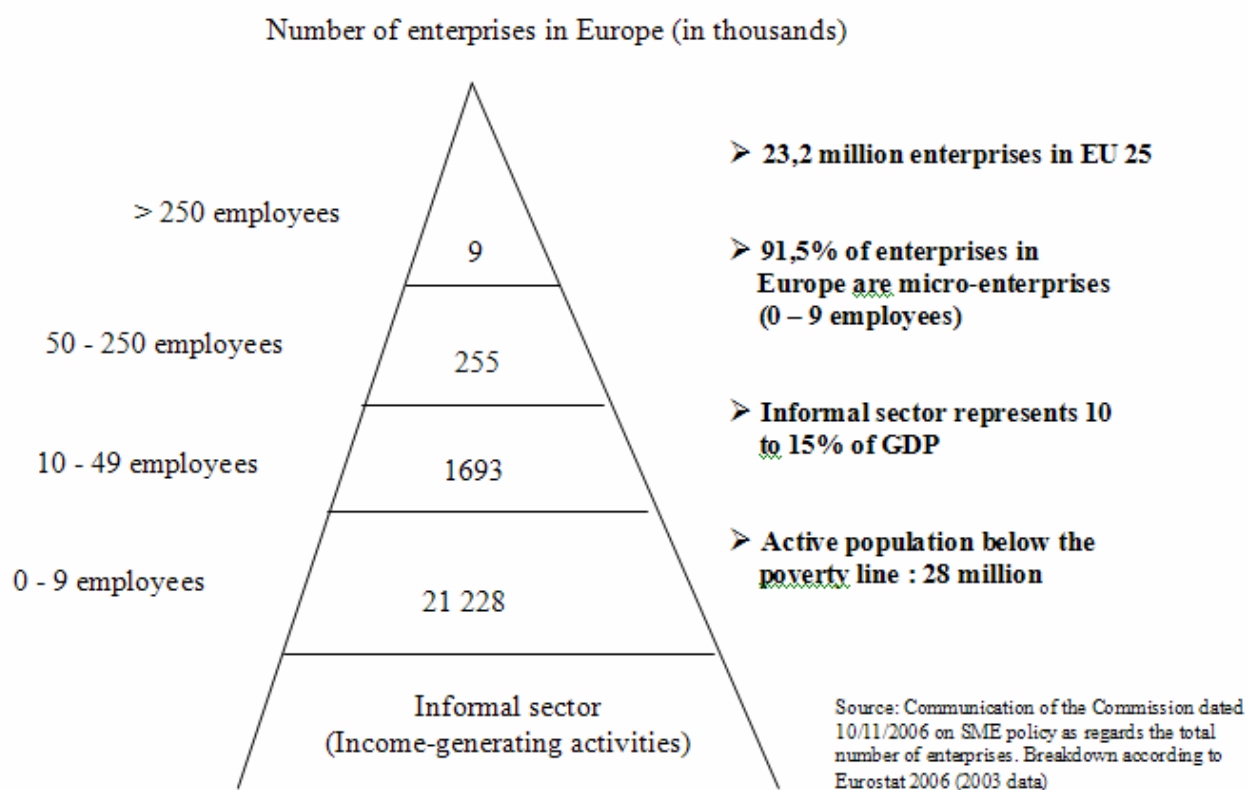 Number of enterprises in Europe (in thousands)
> 250 employees
9
50 - 250 employees
255
10 - 49 employees
1693
0 - 9 employees
21 228
Informal sector
(Income-generating activities)
➢ 23,2 million enterprises in EU 25
➢ 91,5% of enterprises in
Europe are micro-enterprises
(0 – 9 employees)
➢ Informal sector represents 10
to 15% of GDP
➢ Active population below the
poverty line : 28 million
Source: Communication of the Commission dated
10/11/2006 on SME policy as regards the total
number of enterprises. Breakdown according to
Eurostat 2006 (2003 data)